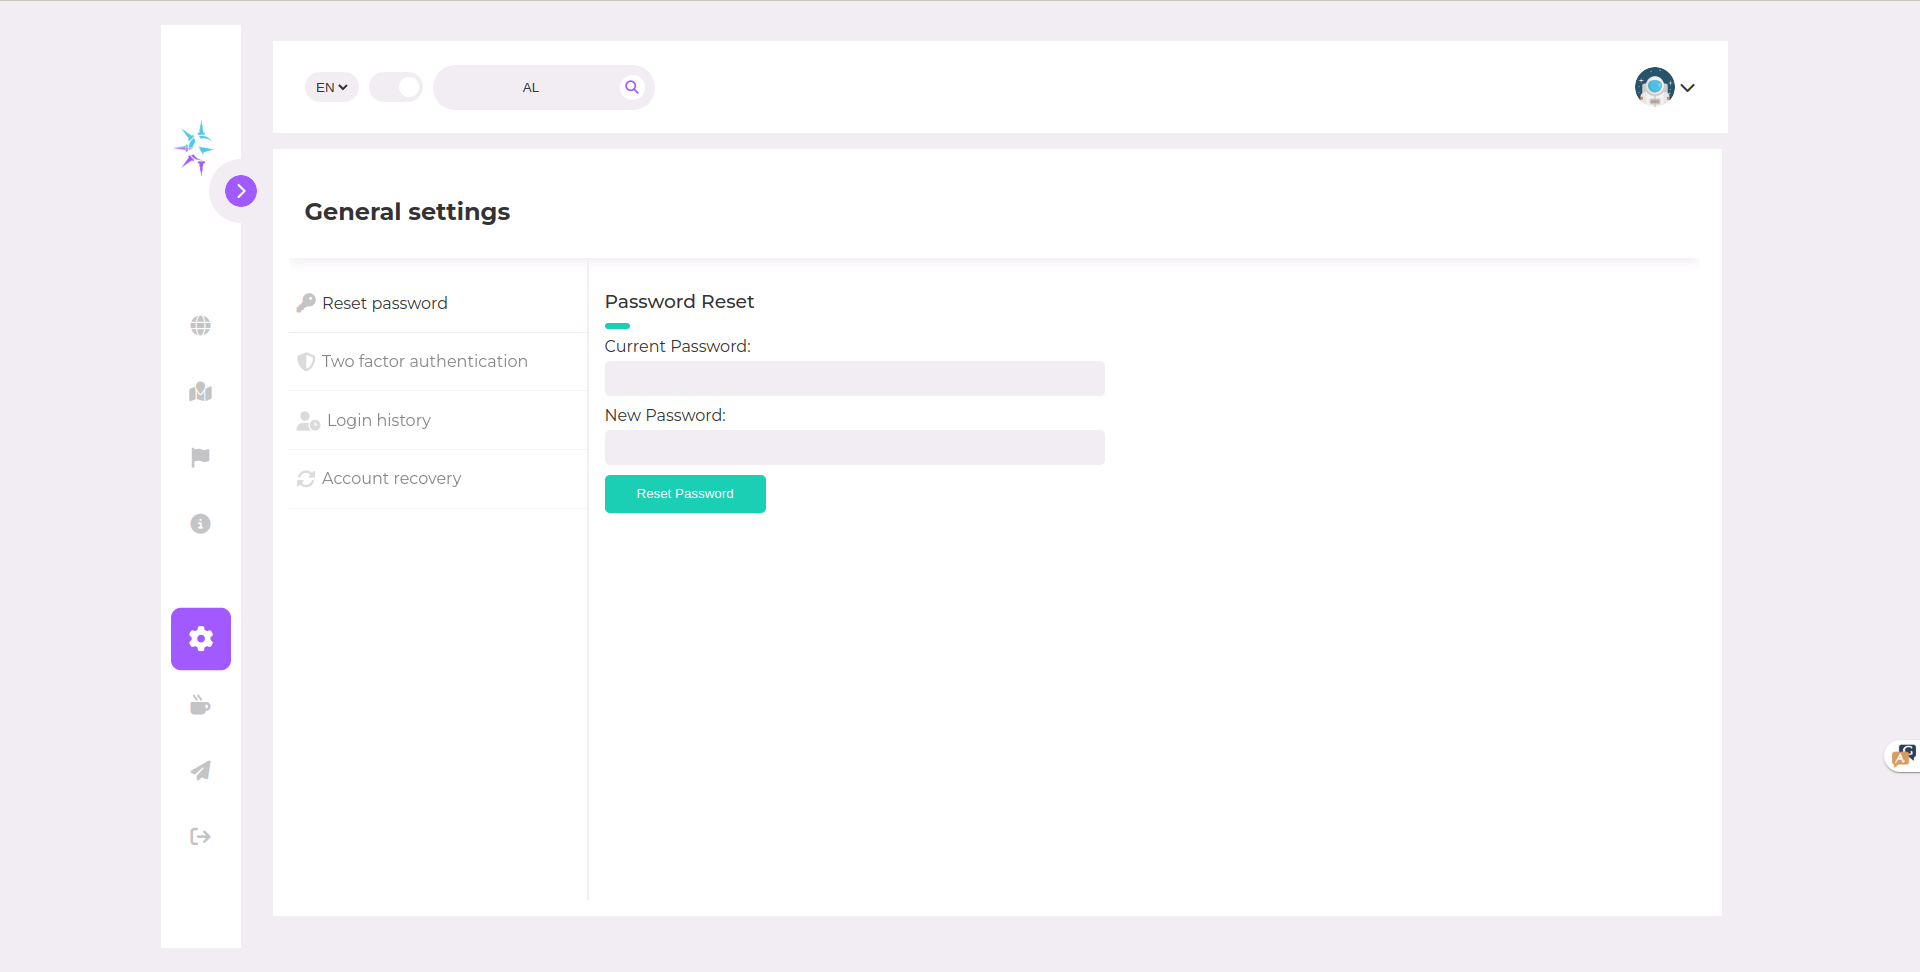 EN
AL
General settings
Reset password
Two factor authentication
Login history
Account recovery
Password Reset
Current Password:
New Password:
Reset Password